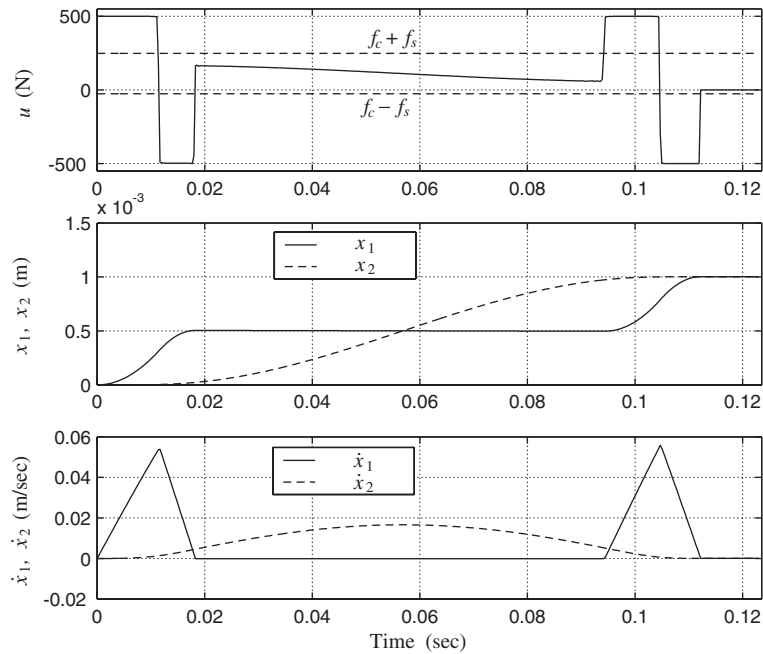 500
0
-500
u (N)
f_c + f_s
f_c − f_s
0 0.02 0.04 0.06 0.08 0.1 0.12
x 10^-3
1.5
1
0.5
0
x_1, x_2 (m)
x_1
x_2
0 0.02 0.04 0.06 0.08 0.1 0.12
0.06
0.04
0.02
0
-0.02
ẋ_1, ẋ_2 (m/sec)
ẋ_1
ẋ_2
0 0.02 0.04 0.06 0.08 0.1 0.12
Time (sec)